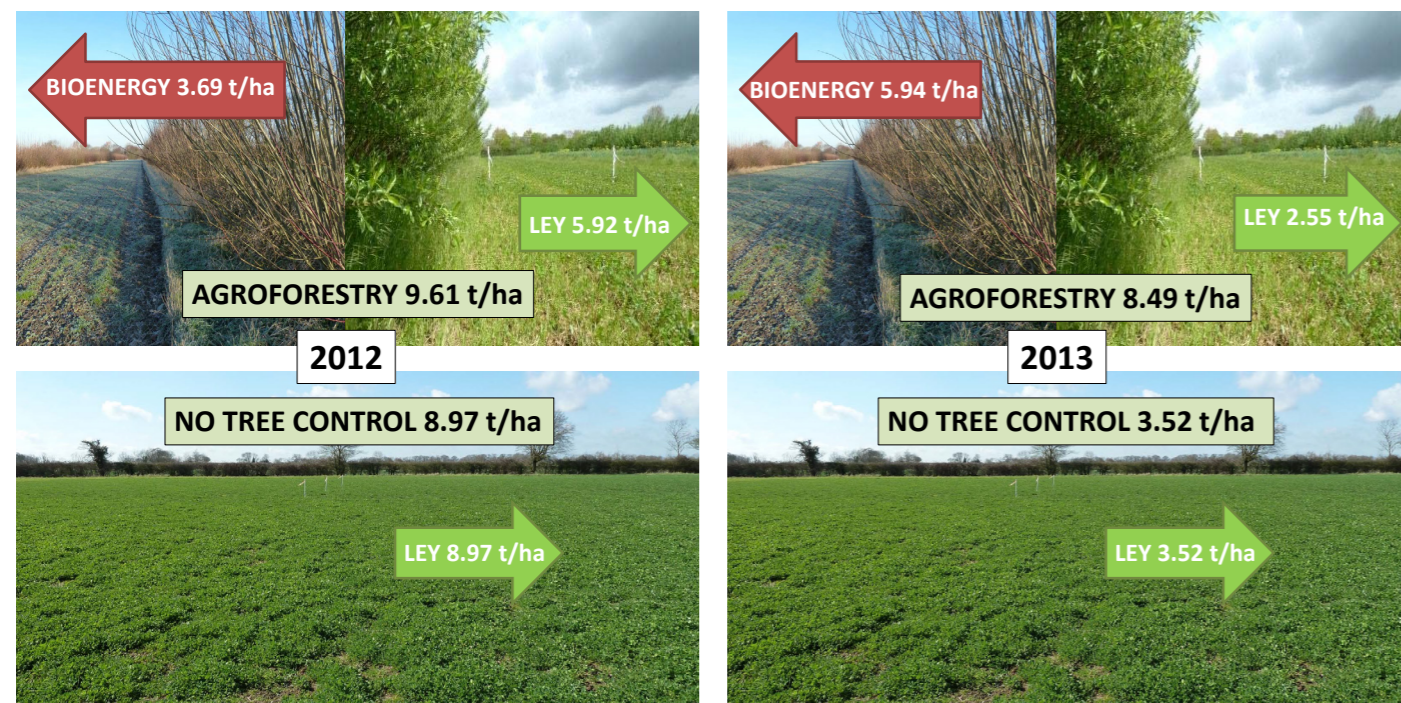 BIOENERGY 3.69 t/ha
LEY 5.92 t/ha
AGROFORESTRY 9.61 t/ha
2012
NO TREE CONTROL 8.97 t/ha
LEY 8.97 t/ha
BIOENERGY 5.94 t/ha
LEY 2.55 t/ha
AGROFORESTRY 8.49 t/ha
2013
NO TREE CONTROL 3.52 t/ha
LEY 3.52 t/ha